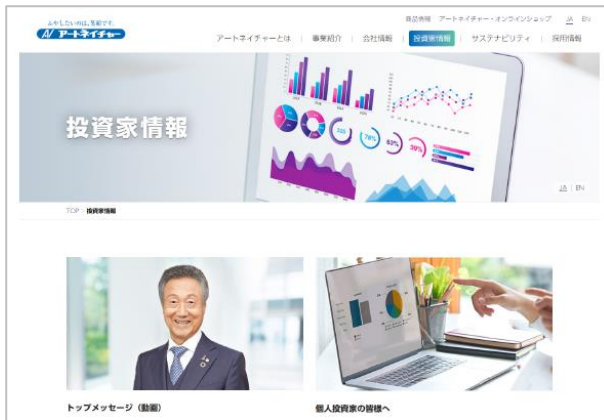 ふやしたいのは、笑顔です。
アートネイチャー
商品情報 アートネイチャー・オンラインショップ JA EN
アートネイチャーとは | 事業紹介 | 会社情報 | 投資家情報 | サステナビリティ | 採用情報
投資家情報
325
78%
63%
39%
JA | EN
TOP 投資家情報
トップメッセージ（動画）
個人投資家の皆様へ